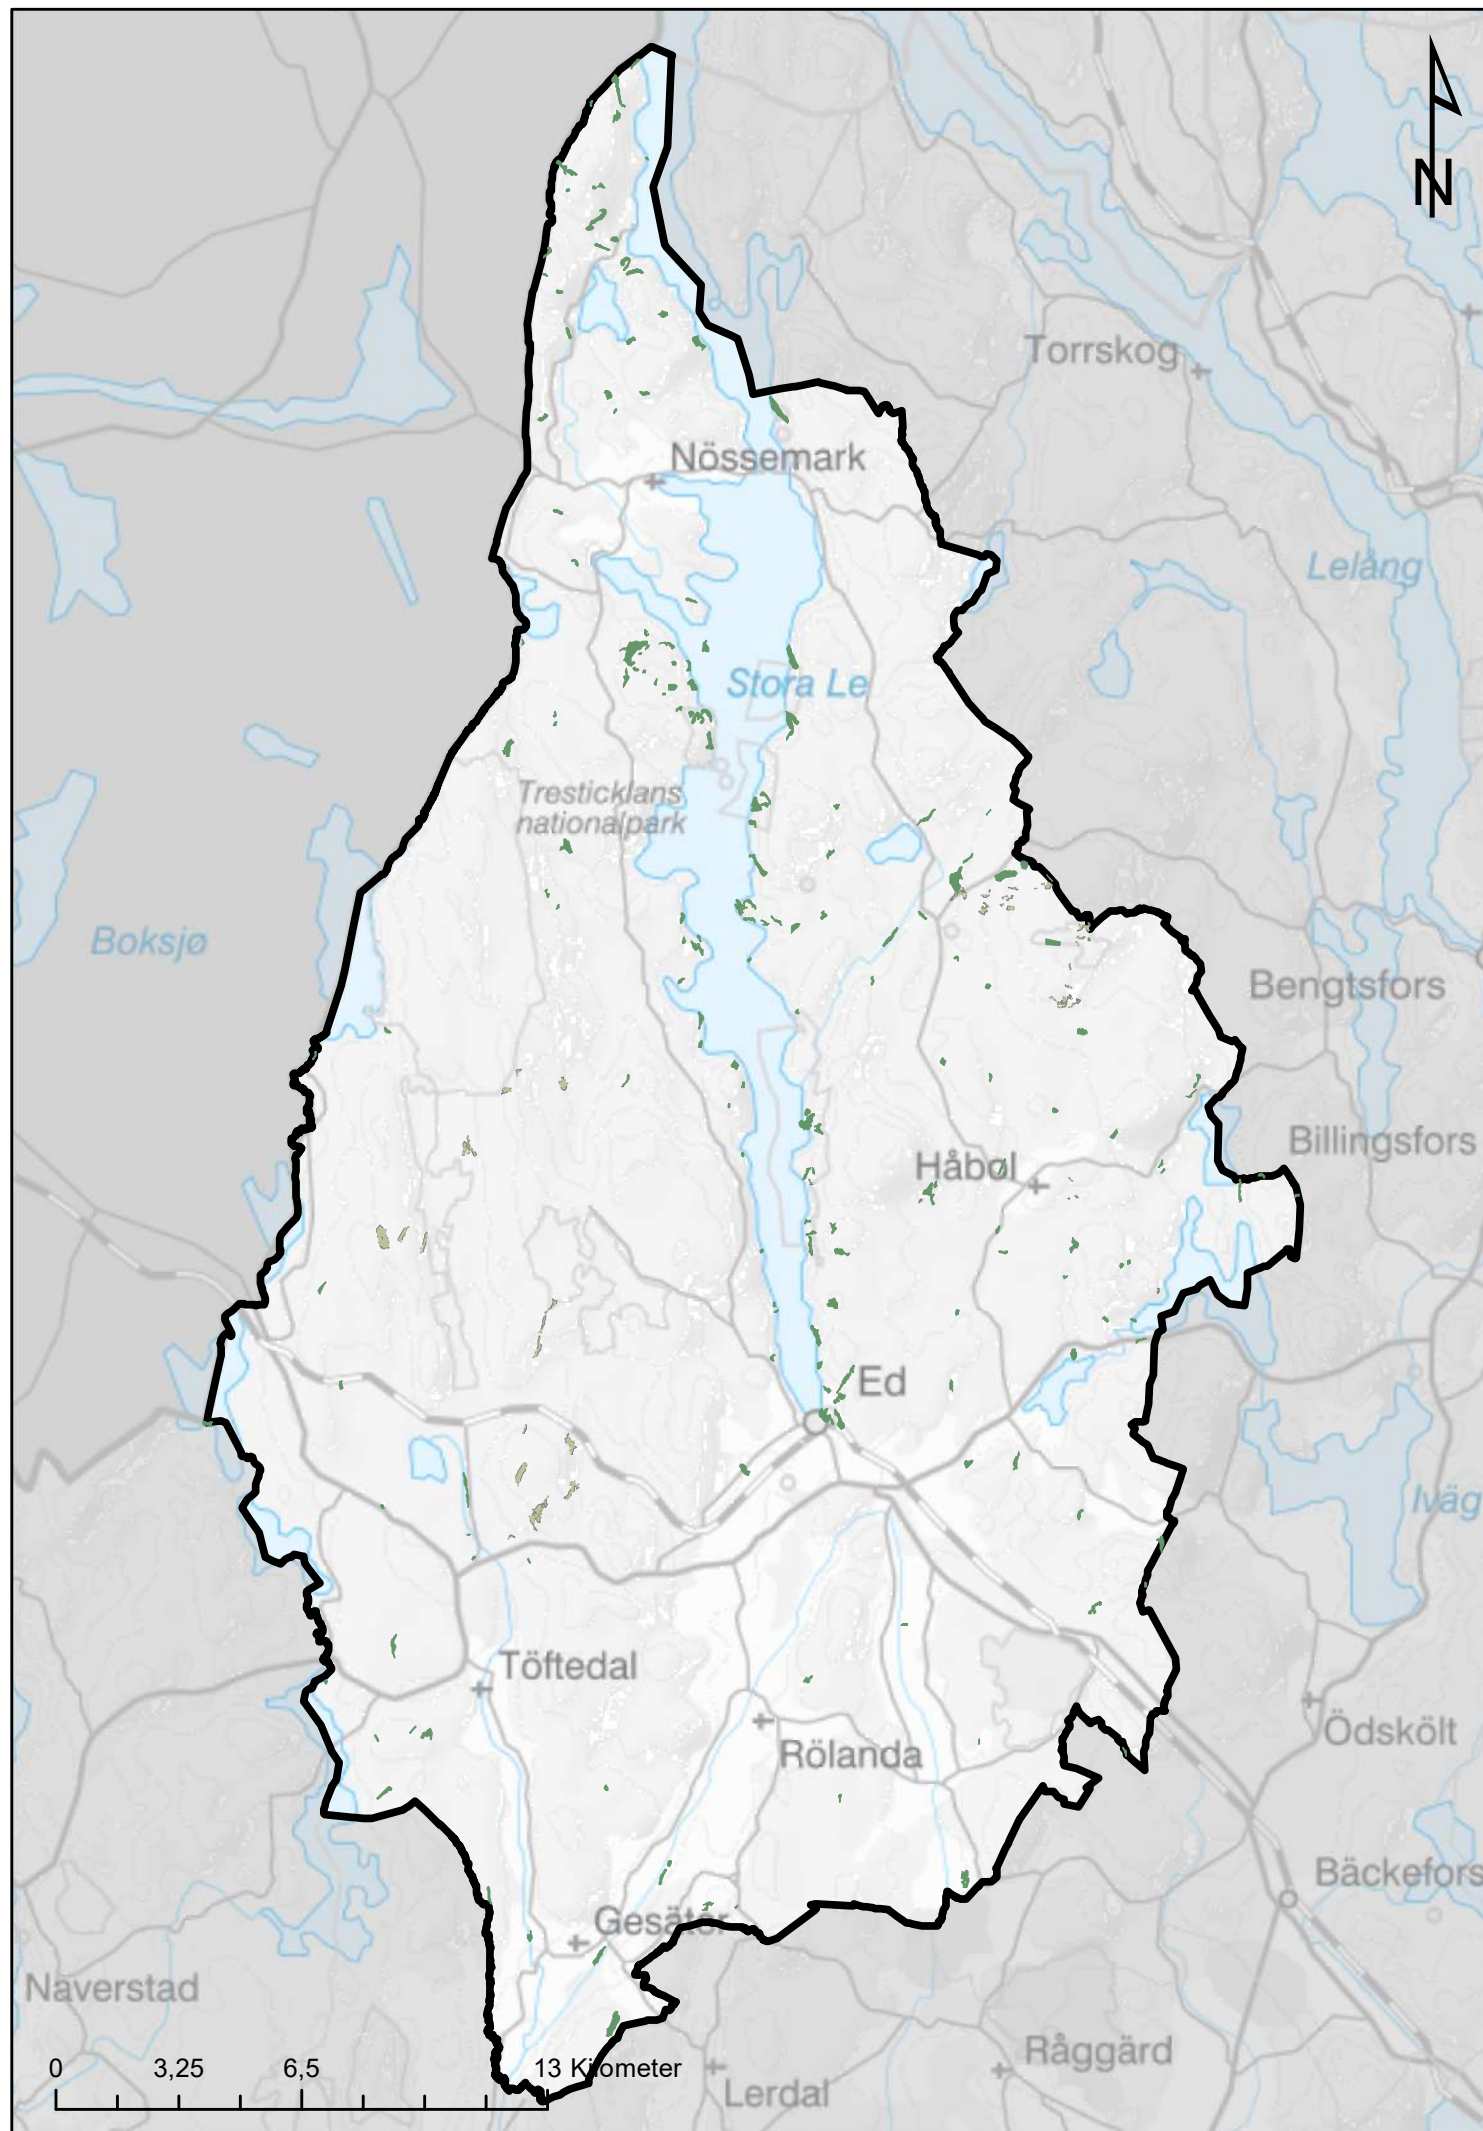 N
Torrskog
Nössemark
Lelång
Stora Le
Tresticklans
nationalpark
Boksjø
Bengtsfors
Billingsfors
Håbol
Ed
Iväg
Töftedal
Rölanda
Ödskölt
Bäckefors
Gesäter
Naverstad
Råggärd
0 3,25 6,5 13 Kilometer
Lerdal